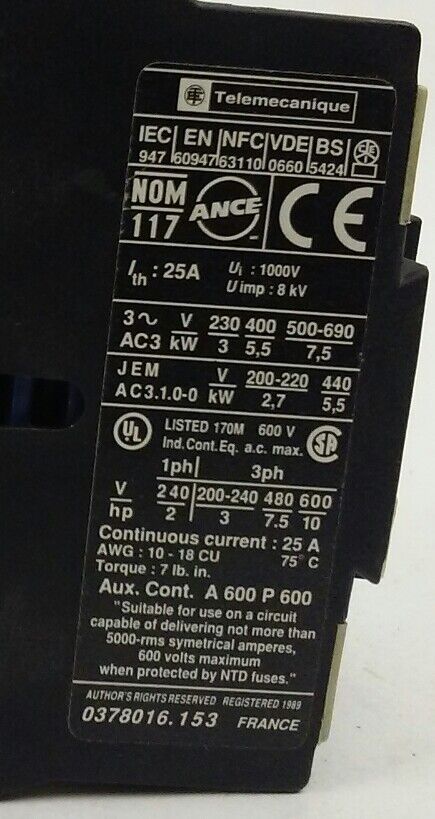 Telemecanique
IEC EN NFC VDE BS
947 60947 63110 0660 5424
NOM
117
ANCE
CE
Ith : 25A Ui : 1000V
U imp : 8 kV
3~ V 230 400 500-690
AC3 kW 3 5,5 7,5
JEM V 200-220 440
AC3.1.0-0 kW 2,7 5,5
UL LISTED 170M 600 V
Ind.Cont.Eq. a.c. max.
1ph 3ph
V 240 200-240 480 600
hp 2 3 7.5 10
Continuous current : 25 A
AWG : 10 - 18 CU 75° C
Torque : 7 lb. in.
Aux. Cont. A 600 P 600
"Suitable for use on a circuit
capable of delivering not more than
5000-rms symetrical amperes,
600 volts maximum
when protected by NTD fuses."
AUTHOR'S RIGHTS RESERVED REGISTERED 1989
0378016.153 FRANCE